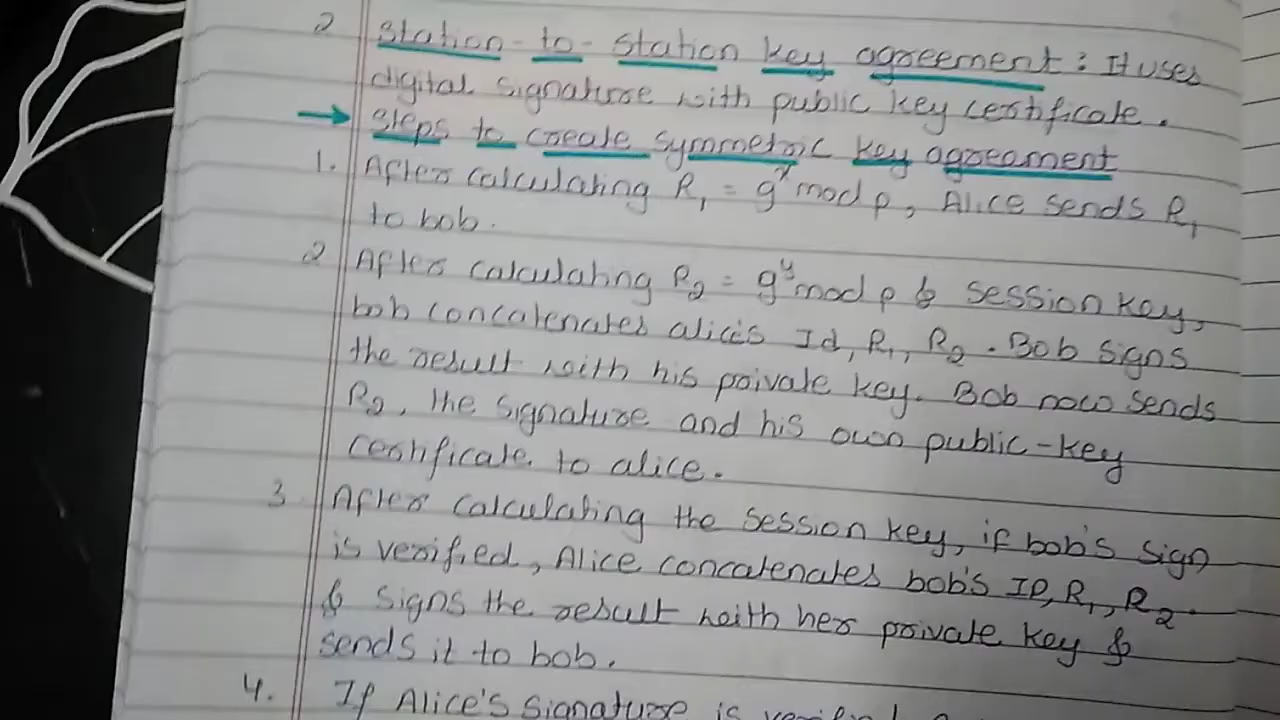 2 Station-to-Station key agreement: It uses
digital signature with public key certificate.
→ Steps to create symmetric key agreament
1. After calculating R₁ = gˣ mod p, Alice sends R₁
to bob.
2 After calculating R₂ = gʸ mod p & session key,
bob concatenates alice's Id, R₁, R₂. Bob signs
the result with his private key. Bob now sends
R₂, the signature and his own public-key
certificate. to alice.
3 After calculating the session key, if bob's sign
is verified, Alice concatenates bob's ID, R₁, R₂.
& signs the result with her private key &
sends it to bob.
4. If Alice's signature is